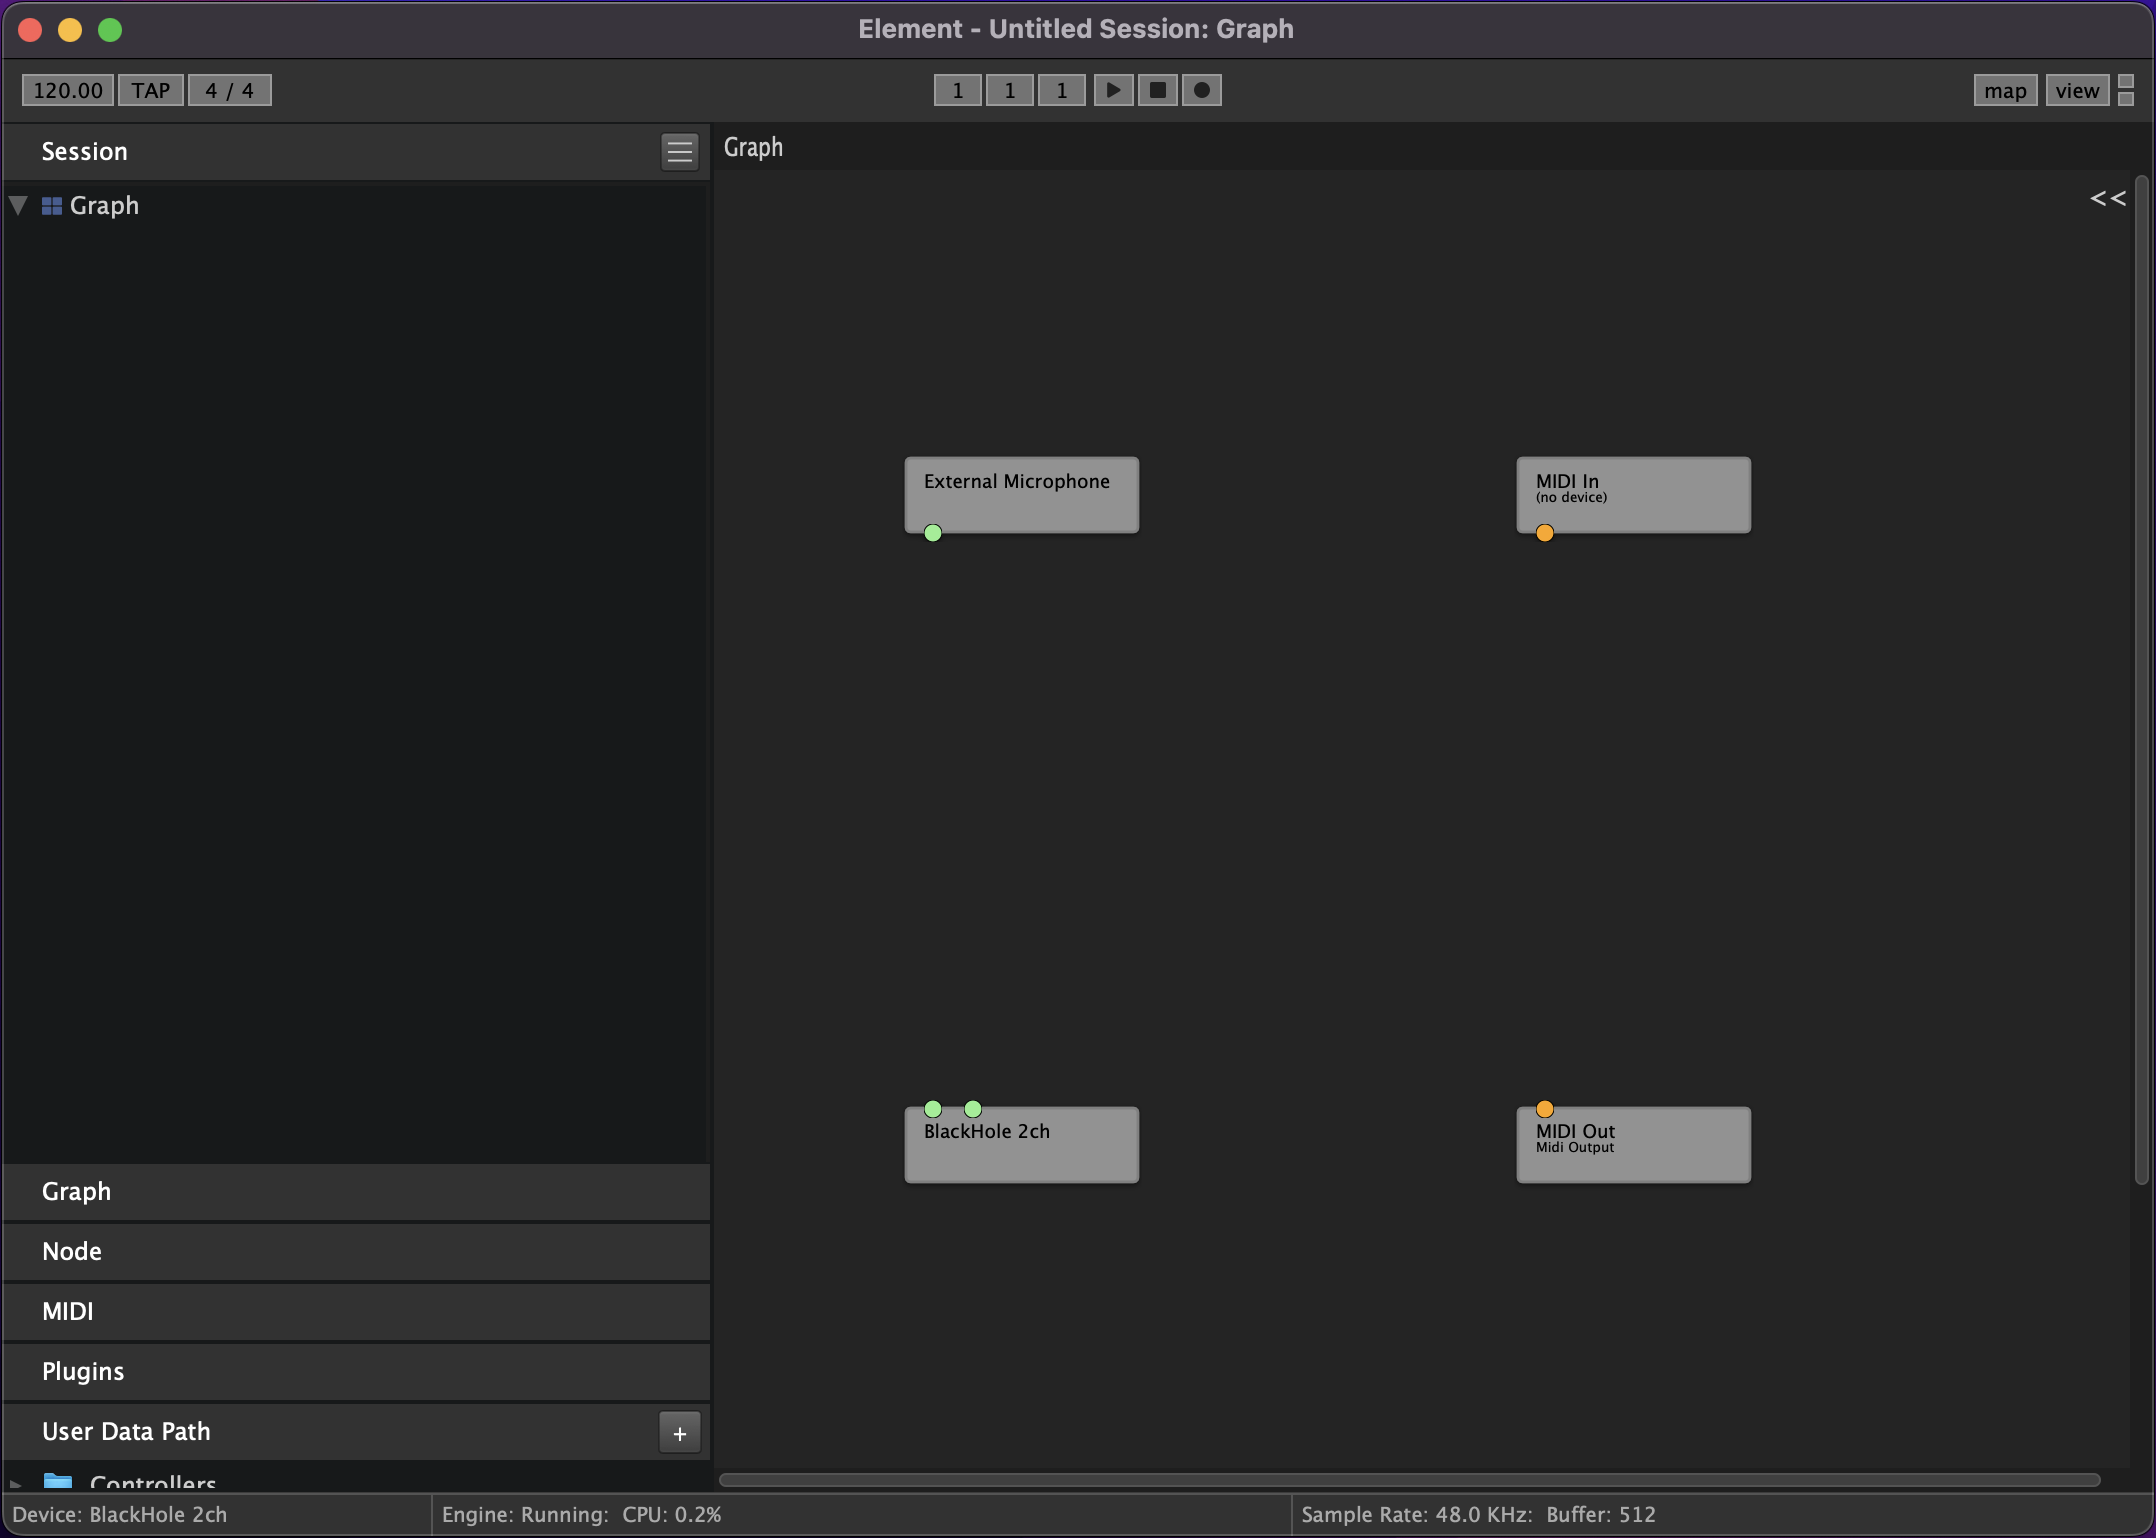 Element - Untitled Session: Graph
120.00 TAP 4 / 4 1 1 1 map view
Session
Graph
Graph
<<
External Microphone
MIDI In
(no device)
BlackHole 2ch
MIDI Out
Midi Output
Graph
Node
MIDI
Plugins
User Data Path +
Controllers
Device: BlackHole 2ch Engine: Running: CPU: 0.2% Sample Rate: 48.0 KHz: Buffer: 512